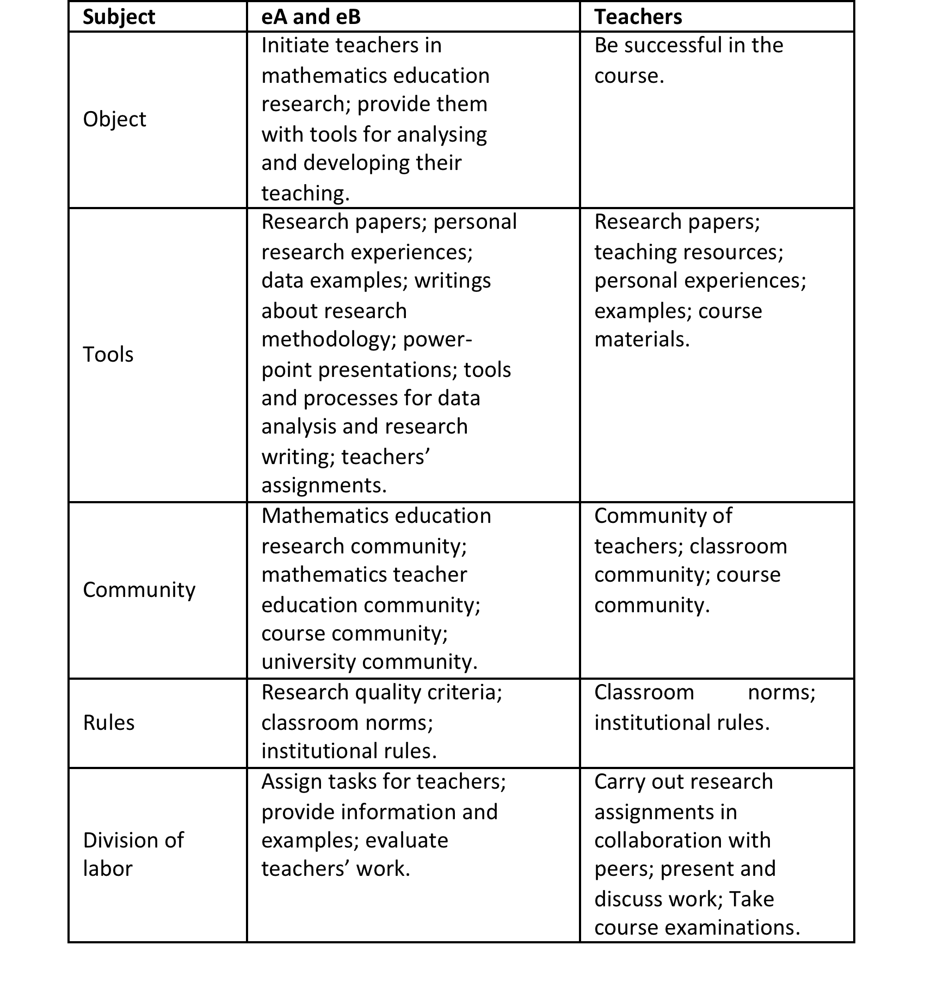 Subject
eA and eB
Teachers
Object
Initiate teachers in
mathematics education
research; provide them
with tools for analysing
and developing their
teaching.
Be successful in the
course.
Tools
Research papers; personal
research experiences;
data examples; writings
about research
methodology; power-
point presentations; tools
and processes for data
analysis and research
writing; teachers’
assignments.
Research papers;
teaching resources;
personal experiences;
examples; course
materials.
Community
Mathematics education
research community;
mathematics teacher
education community;
course community;
university community.
Community of
teachers; classroom
community; course
community.
Rules
Research quality criteria;
classroom norms;
institutional rules.
Classroom norms;
institutional rules.
Division of
labor
Assign tasks for teachers;
provide information and
examples; evaluate
teachers’ work.
Carry out research
assignments in
collaboration with
peers; present and
discuss work; Take
course examinations.